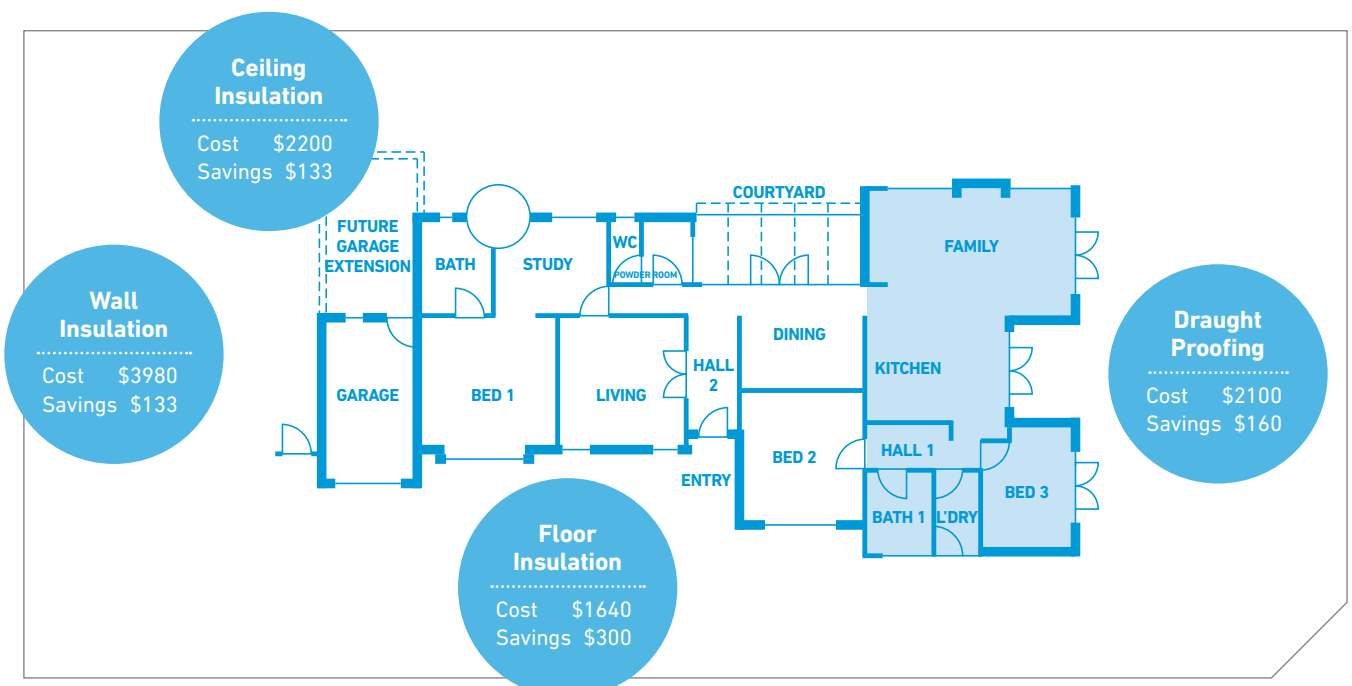 Ceiling
Insulation
Cost $2200
Savings $133
Wall
Insulation
Cost $3980
Savings $133
Floor
Insulation
Cost $1640
Savings $300
Draught
Proofing
Cost $2100
Savings $160
FUTURE
GARAGE
EXTENSION
BATH
STUDY
WC
POWDER ROOM
COURTYARD
FAMILY
GARAGE
BED 1
LIVING
HALL
2
DINING
KITCHEN
ENTRY
BED 2
HALL 1
BATH 1
L'DRY
BED 3